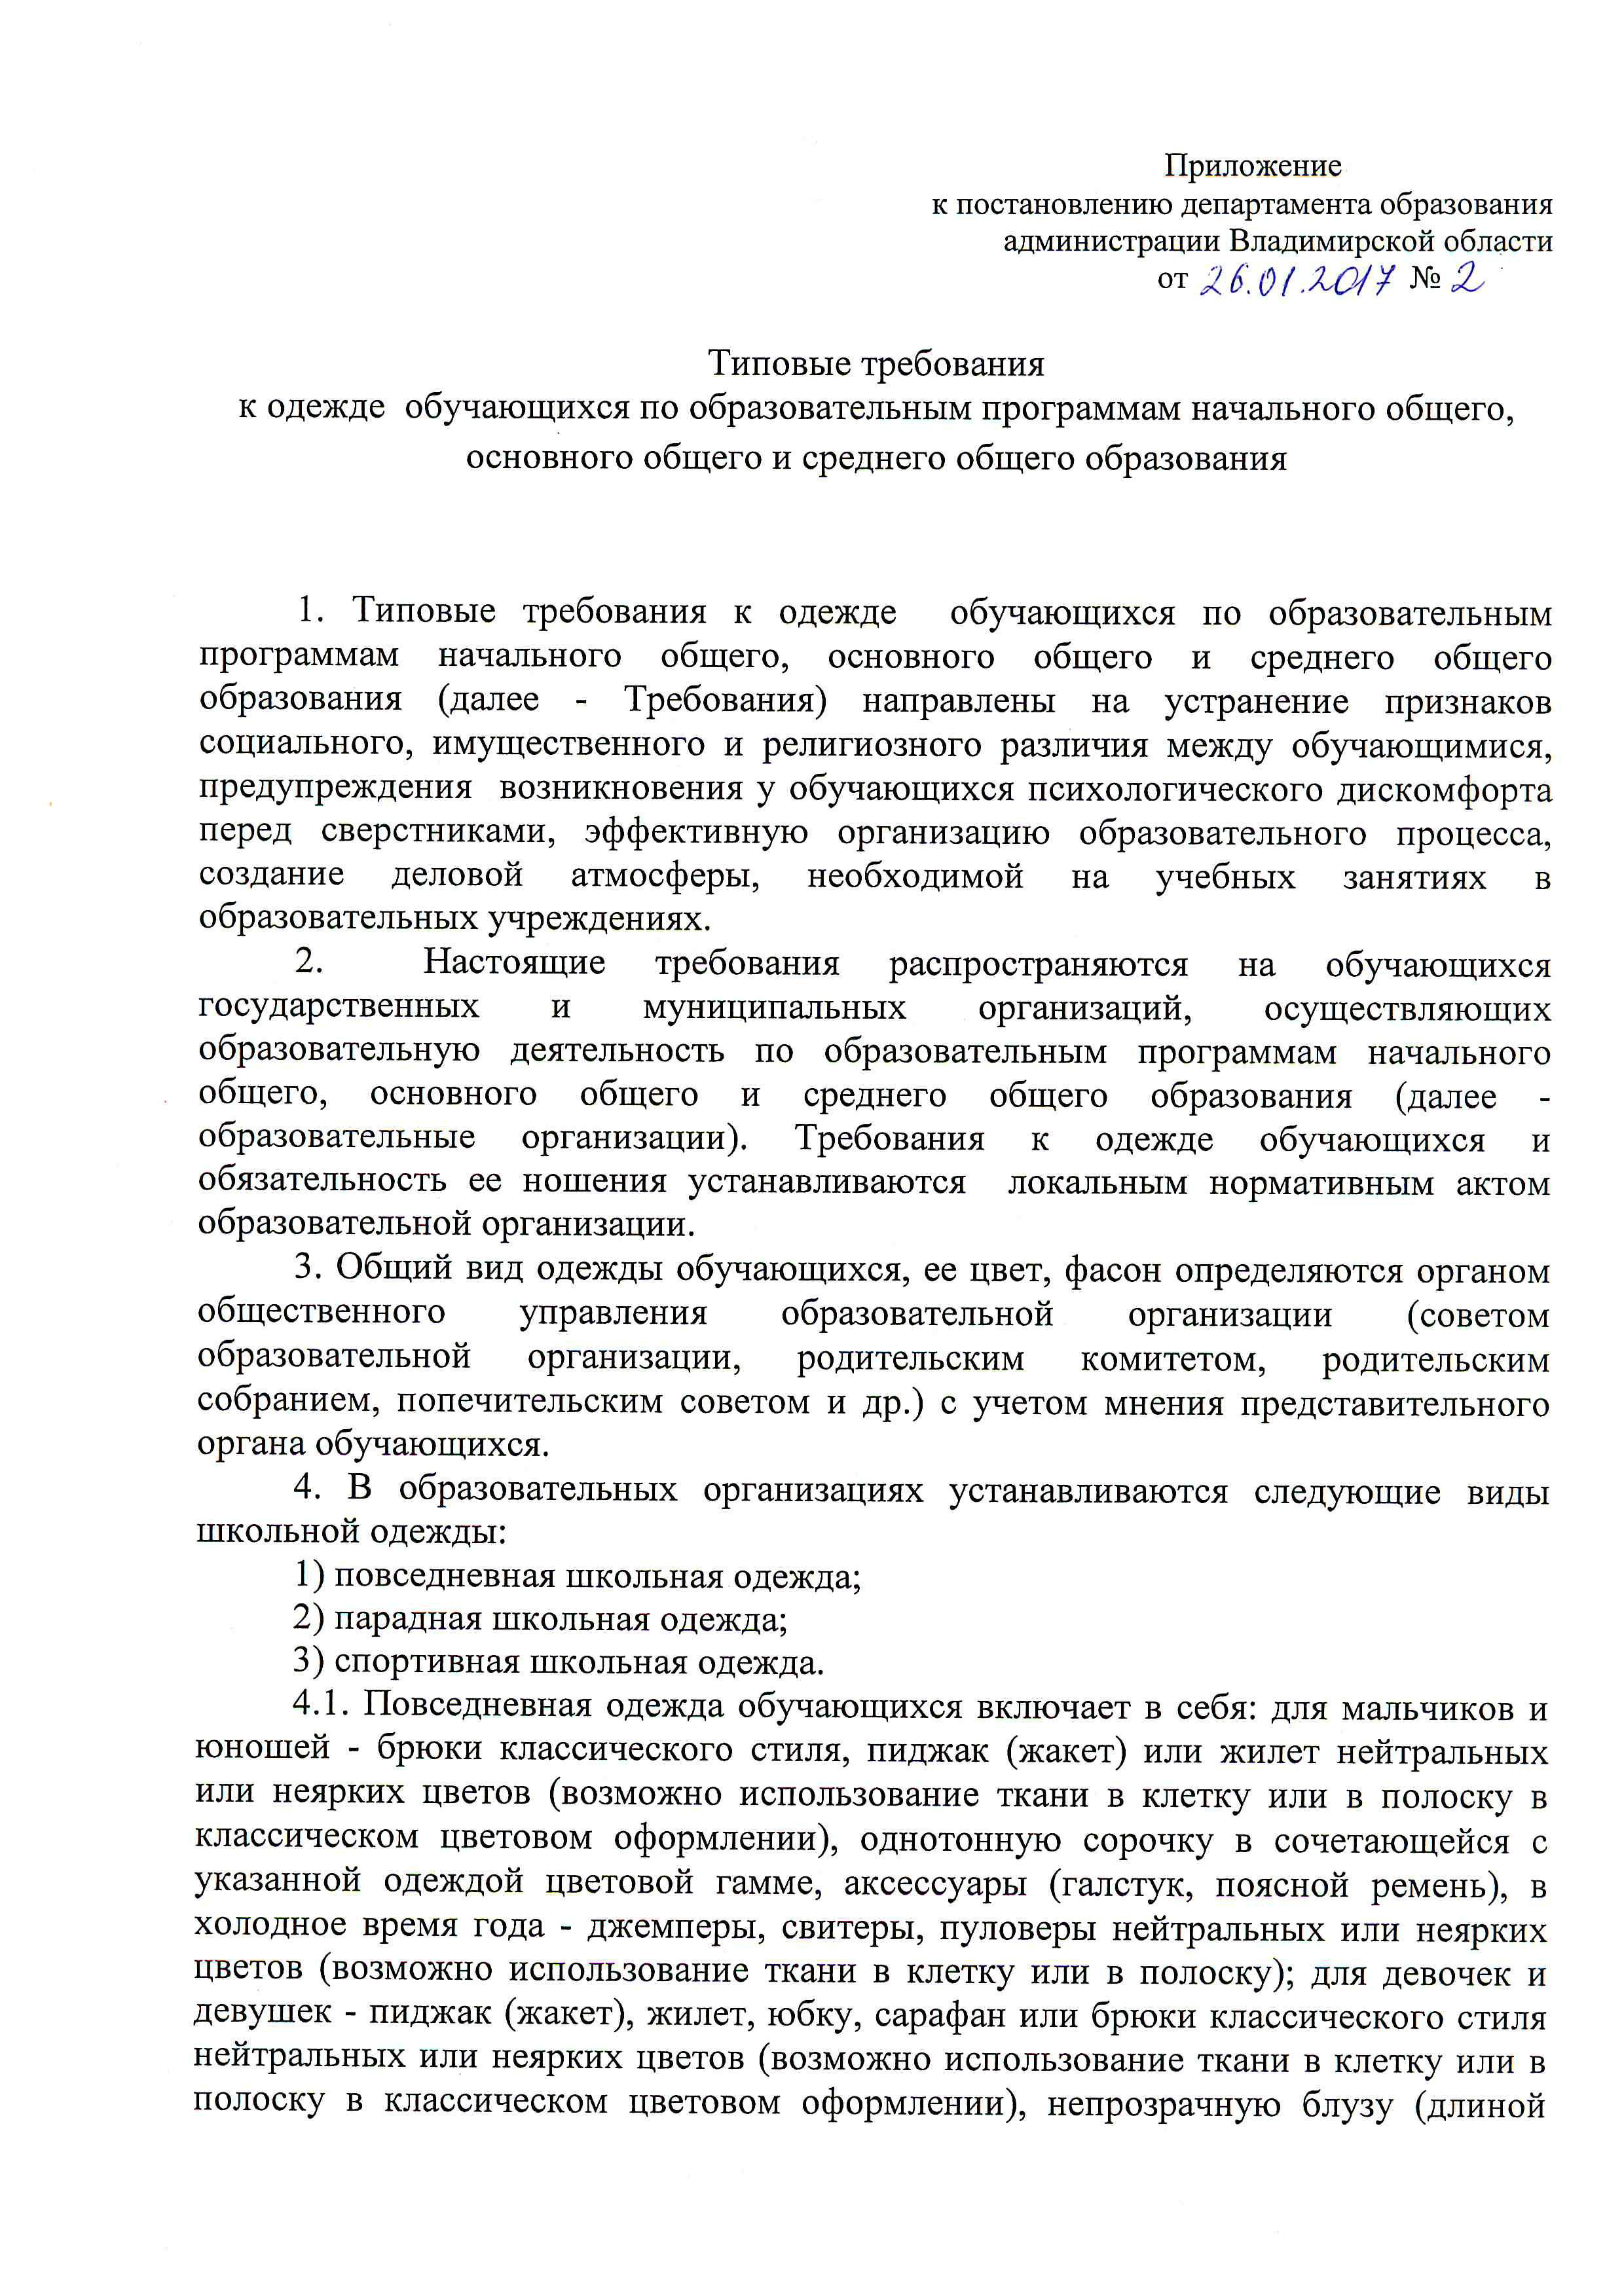 Приложение
к постановлению департамента образования
администрации Владимирской области
от 26.01.2017 № 2
Типовые требования
к одежде обучающихся по образовательным программам начального общего,
основного общего и среднего общего образования
1. Типовые требования к одежде обучающихся по образовательным
программам начального общего, основного общего и среднего общего
образования (далее - Требования) направлены на устранение признаков
социального, имущественного и религиозного различия между обучающимися,
предупреждения возникновения у обучающихся психологического дискомфорта
перед сверстниками, эффективную организацию образовательного процесса,
создание деловой атмосферы, необходимой на учебных занятиях в
образовательных учреждениях.
2. Настоящие требования распространяются на обучающихся
государственных и муниципальных организаций, осуществляющих
образовательную деятельность по образовательным программам начального
общего, основного общего и среднего общего образования (далее -
образовательные организации). Требования к одежде обучающихся и
обязательность ее ношения устанавливаются локальным нормативным актом
образовательной организации.
3. Общий вид одежды обучающихся, ее цвет, фасон определяются органом
общественного управления образовательной организации (советом
образовательной организации, родительским комитетом, родительским
собранием, попечительским советом и др.) с учетом мнения представительного
органа обучающихся.
4. В образовательных организациях устанавливаются следующие виды
школьной одежды:
1) повседневная школьная одежда;
2) парадная школьная одежда;
3) спортивная школьная одежда.
4.1. Повседневная одежда обучающихся включает в себя: для мальчиков и
юношей - брюки классического стиля, пиджак (жакет) или жилет нейтральных
или неярких цветов (возможно использование ткани в клетку или в полоску в
классическом цветовом оформлении), однотонную сорочку в сочетающейся с
указанной одеждой цветовой гамме, аксессуары (галстук, поясной ремень), в
холодное время года - джемперы, свитеры, пуловеры нейтральных или неярких
цветов (возможно использование ткани в клетку или в полоску); для девочек и
девушек - пиджак (жакет), жилет, юбку, сарафан или брюки классического стиля
нейтральных или неярких цветов (возможно использование ткани в клетку или в
полоску в классическом цветовом оформлении), непрозрачную блузу (длиной